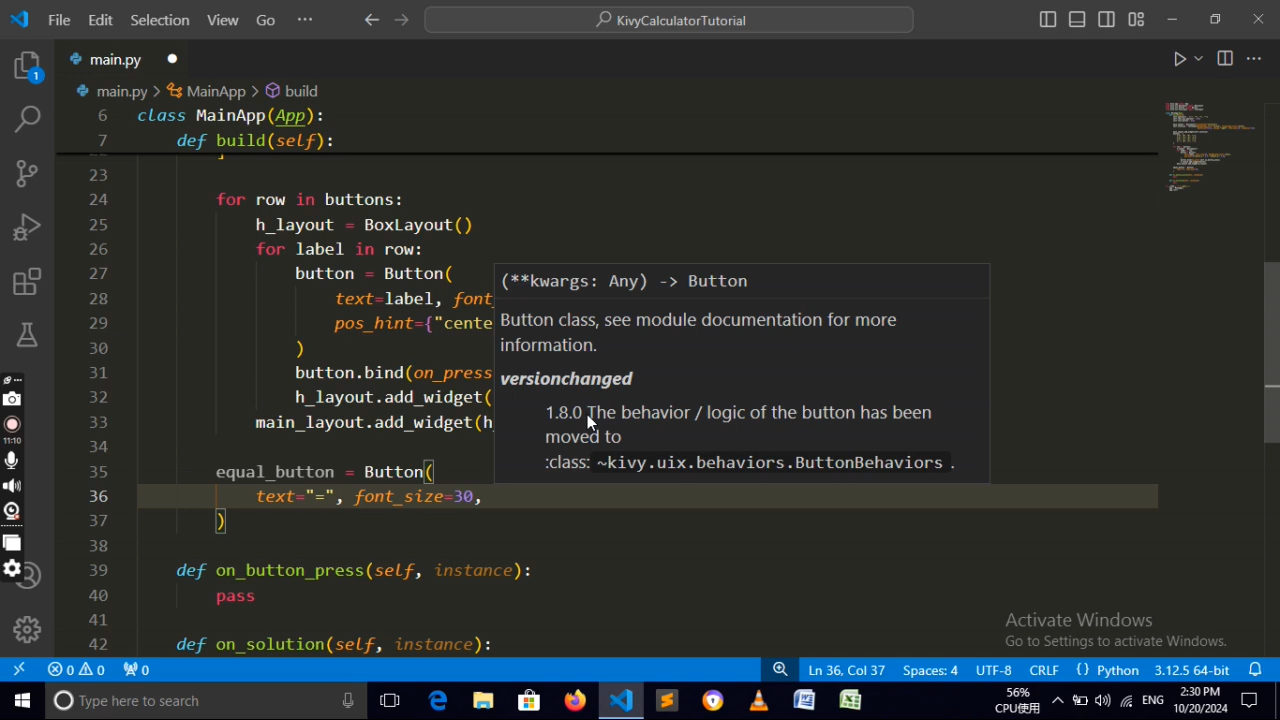 File Edit Selection View Go ··· KivyCalculatorTutorial
main.py
1
main.py > MainApp > build
6 class MainApp(App):
7 def build(self):
23
24 for row in buttons:
25 h_layout = BoxLayout()
26 for label in row:
27 button = Button(
28 text=label, font_
29 pos_hint={"cente
30 )
31 button.bind(on_press
32 h_layout.add_widget(
33 main_layout.add_widget(h_
34
35 equal_button = Button(
36 text="=", font_size=30,
37 )
38
39 def on_button_press(self, instance):
40 pass
41
42 def on_solution(self, instance):
(**kwargs: Any) -> Button
Button class, see module documentation for more
information.
versionchanged
1.8.0 The behavior / logic of the button has been
moved to
:class: ~kivy.uix.behaviors.ButtonBehaviors .
11:10
Activate Windows
Go to Settings to activate Windows.
0 0 0 Ln 36, Col 37 Spaces: 4 UTF-8 CRLF {} Python 3.12.5 64-bit
Type here to search
56%
CPU使用
ENG
2:30 PM
10/20/2024